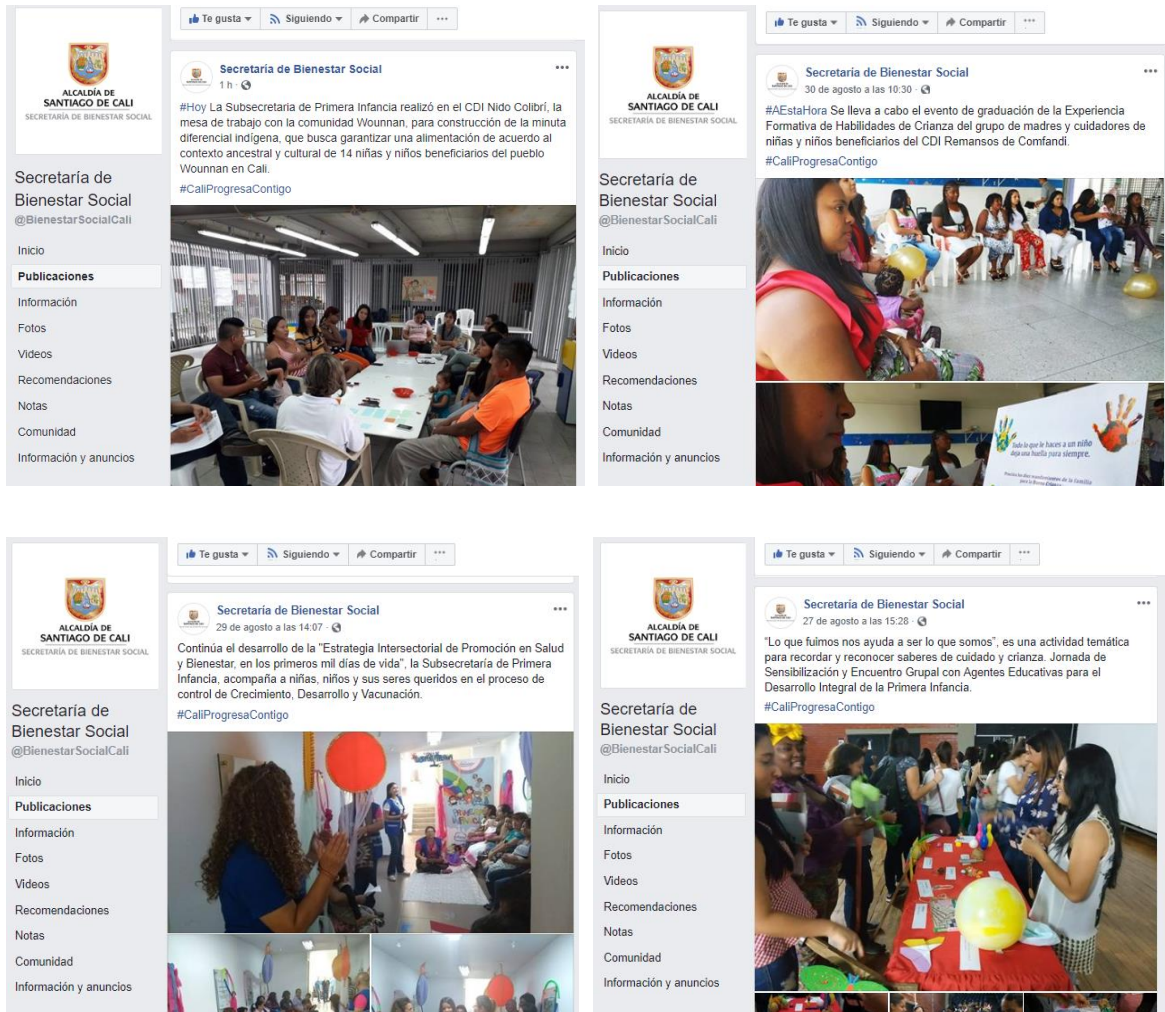 Te gusta Siguiendo Compartir ...
ALCALDÍA DE
SANTIAGO DE CALI
SECRETARÍA DE BIENESTAR SOCIAL
Secretaría de
Bienestar Social
@BienestarSocialCali
Inicio
Publicaciones
Información
Fotos
Videos
Recomendaciones
Notas
Comunidad
Información y anuncios
Secretaría de Bienestar Social
1 h ·
#Hoy La Subsecretaria de Primera Infancia realizó en el CDI Nido Colibrí, la
mesa de trabajo con la comunidad Wounnan, para construcción de la minuta
diferencial indígena, que busca garantizar una alimentación de acuerdo al
contexto ancestral y cultural de 14 niñas y niños beneficiarios del pueblo
Wounnan en Cali.
#CaliProgresaContigo
Te gusta Siguiendo Compartir ...
ALCALDÍA DE
SANTIAGO DE CALI
SECRETARÍA DE BIENESTAR SOCIAL
Secretaría de
Bienestar Social
@BienestarSocialCali
Inicio
Publicaciones
Información
Fotos
Videos
Recomendaciones
Notas
Comunidad
Información y anuncios
Secretaría de Bienestar Social
30 de agosto a las 10:30 ·
#AEstaHora Se lleva a cabo el evento de graduación de la Experiencia
Formativa de Habilidades de Crianza del grupo de madres y cuidadores de
niñas y niños beneficiarios del CDI Remansos de Comfandi.
#CaliProgresaContigo
Todo lo que le haces a un niño
deja una huella para siempre.
Te gusta Siguiendo Compartir ...
ALCALDÍA DE
SANTIAGO DE CALI
SECRETARÍA DE BIENESTAR SOCIAL
Secretaría de
Bienestar Social
@BienestarSocialCali
Inicio
Publicaciones
Información
Fotos
Videos
Recomendaciones
Notas
Comunidad
Información y anuncios
Secretaría de Bienestar Social
29 de agosto a las 14:07 ·
Continúa el desarrollo de la "Estrategia Intersectorial de Promoción en Salud
y Bienestar, en los primeros mil días de vida", la Subsecretaría de Primera
Infancia, acompaña a niñas, niños y sus seres queridos en el proceso de
control de Crecimiento, Desarrollo y Vacunación.
#CaliProgresaContigo
Te gusta Siguiendo Compartir ...
ALCALDÍA DE
SANTIAGO DE CALI
SECRETARÍA DE BIENESTAR SOCIAL
Secretaría de
Bienestar Social
@BienestarSocialCali
Inicio
Publicaciones
Información
Fotos
Videos
Recomendaciones
Notas
Comunidad
Información y anuncios
Secretaría de Bienestar Social
27 de agosto a las 15:28 ·
"Lo que fuimos nos ayuda a ser lo que somos", es una actividad temática
para recordar y reconocer saberes de cuidado y crianza. Jornada de
Sensibilización y Encuentro Grupal con Agentes Educativas para el
Desarrollo Integral de la Primera Infancia.
#CaliProgresaContigo